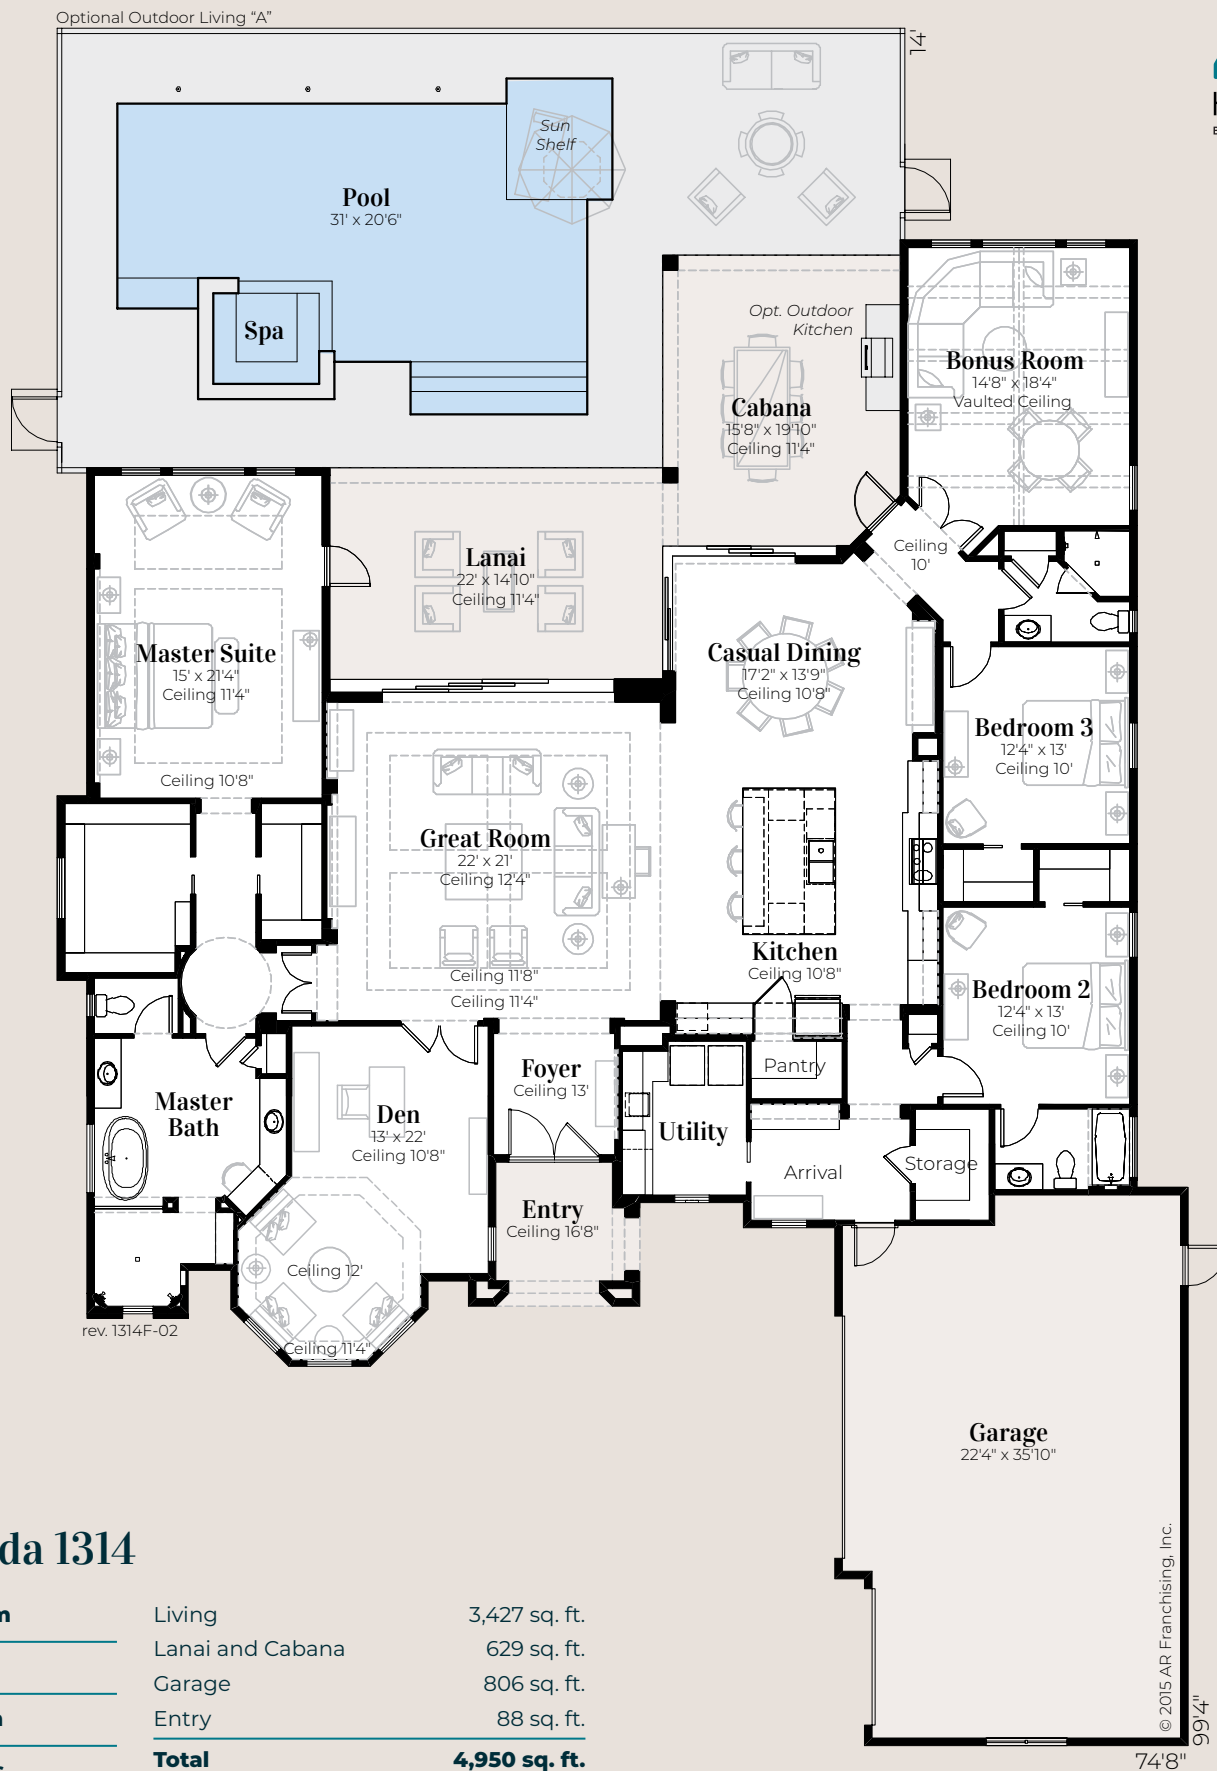 Optional Outdoor Living "A"
14'
Sun
Shelf
Pool
31' x 20'6"
Spa
Opt. Outdoor
Kitchen
Bonus Room
14'8" x 18'4"
Vaulted Ceiling
Cabana
15'8" x 19'10"
Ceiling 11'4"
Lanai
22' x 14'10"
Ceiling 11'4"
Ceiling
10'
Master Suite
15' x 21'4"
Ceiling 11'4"
Ceiling 10'8"
Casual Dining
17'2" x 13'9"
Ceiling 10'8"
Bedroom 3
12'4" x 13'
Ceiling 10'
Great Room
22' x 21'
Ceiling 12'4"
Ceiling 11'8"
Ceiling 11'4"
Kitchen
Ceiling 10'8"
Bedroom 2
12'4" x 13'
Ceiling 10'
Foyer
Ceiling 13'
Pantry
Master
Bath
Den
13' x 22'
Ceiling 10'8"
Utility
Arrival
Storage
Entry
Ceiling 16'8"
Ceiling 12'
Ceiling 11'4"
rev. 1314F-02
Garage
22'4" x 35'10"
© 2015 AR Franchising, Inc.
99'4"
74'8"
da 1314
Living 3,427 sq. ft.
Lanai and Cabana 629 sq. ft.
Garage 806 sq. ft.
Entry 88 sq. ft.
Total 4,950 sq. ft.